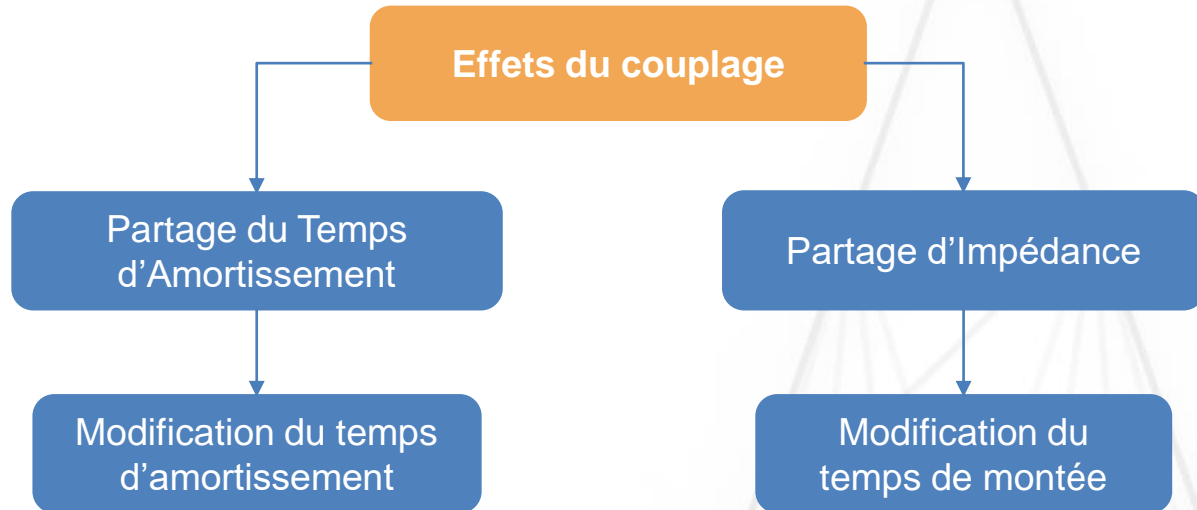 Effets du couplage
Partage du Temps
d’Amortissement
Partage d’Impédance
Modification du temps
d’amortissement
Modification du
temps de montée